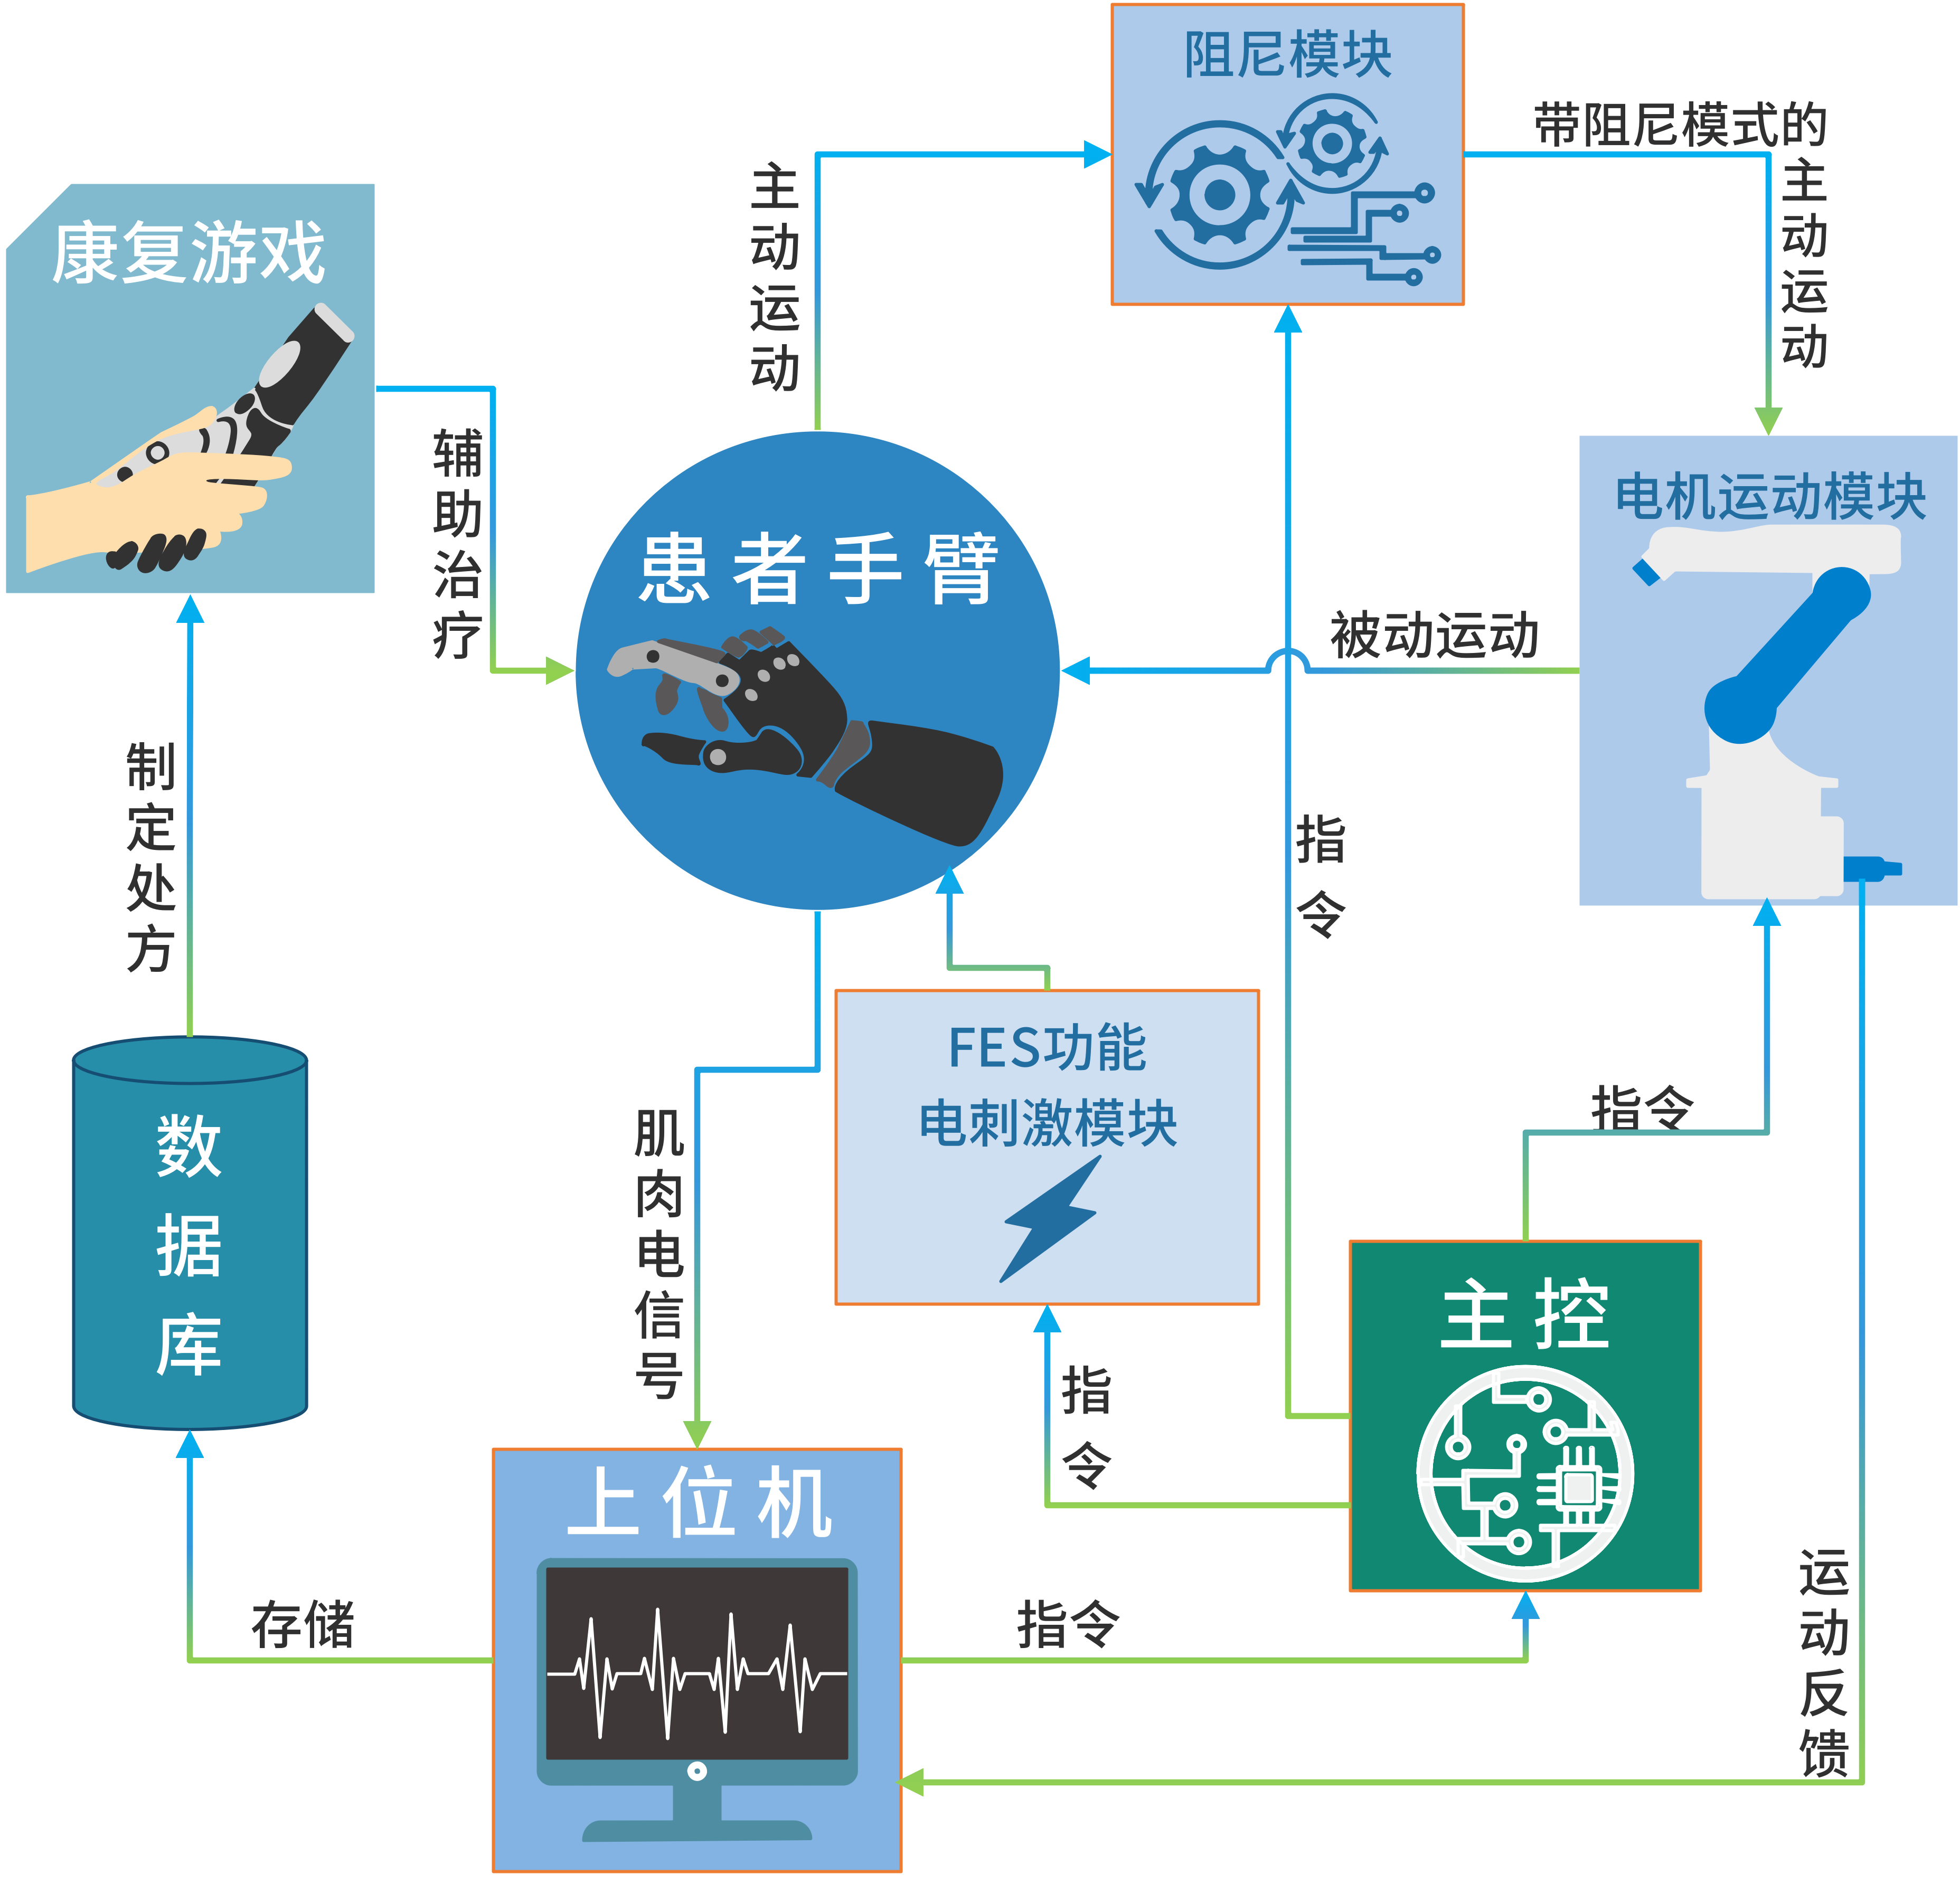 阻尼模块
带阻尼模式的
主动运动
主动运动
康复游戏
辅助治疗
患者手臂
电机运动模块
被动运动
制定处方
指令
FES功能
电刺激模块
指令
数据库
肌肉电信号
主控
指令
上位机
存储
指令
运动反馈